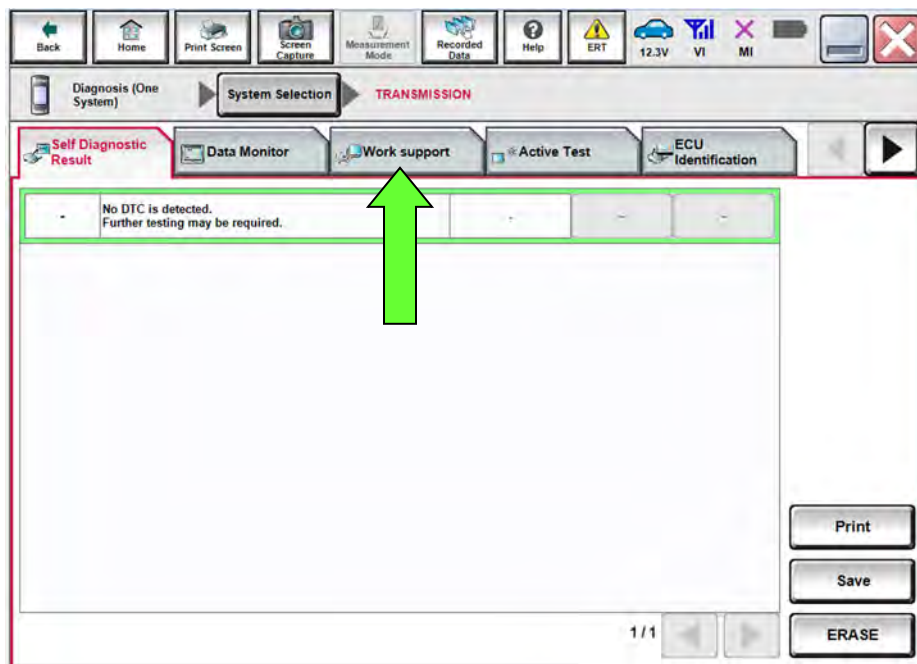 Back
Home
Print Screen
Screen
Capture
Measurement
Mode
Recorded
Data
Help
ERT
12.3V
VI
MI
Diagnosis (One
System)
System Selection
TRANSMISSION
Self Diagnostic
Result
Data Monitor
Work support
Active Test
ECU
Identification
- No DTC is detected.
Further testing may be required.
- - -
Print
Save
1/1
ERASE